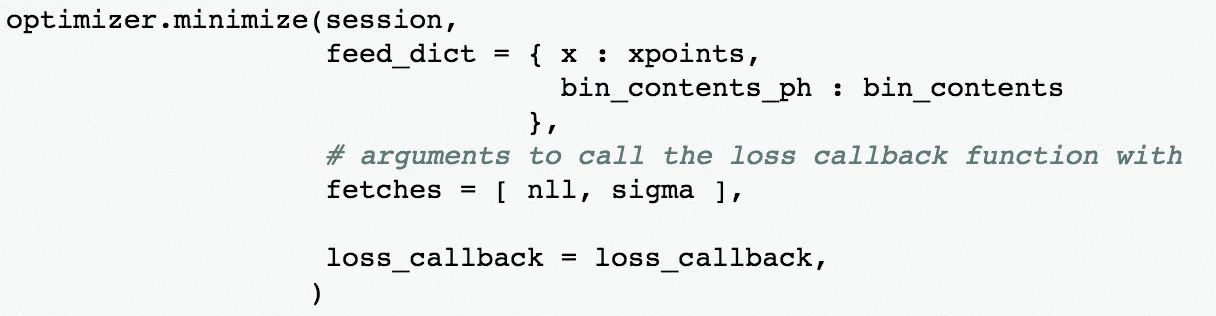 optimizer.minimize(session,
                   feed_dict = { x : xpoints,
                                 bin_contents_ph : bin_contents
                               },
                   # arguments to call the loss callback function with
                   fetches = [ nll, sigma ],

                   loss_callback = loss_callback,
                  )